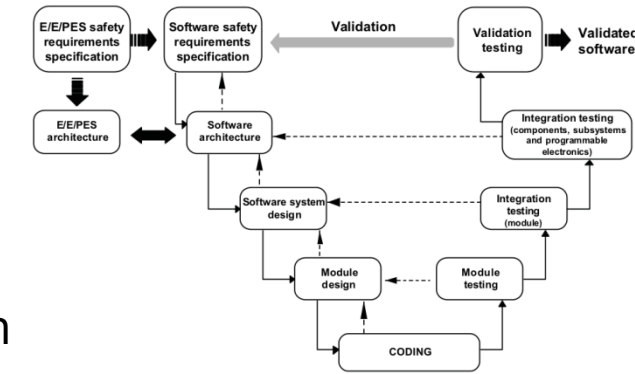 E/E/PES safety
requirements
specification
Software safety
requirements
specification
Validation
Validation
testing
Validated
software
E/E/PES
architecture
Software
architecture
Integration testing
(components, subsystems
and programmable
electronics)
Software system
design
Integration
testing
(module)
Module
design
Module
testing
n
CODING